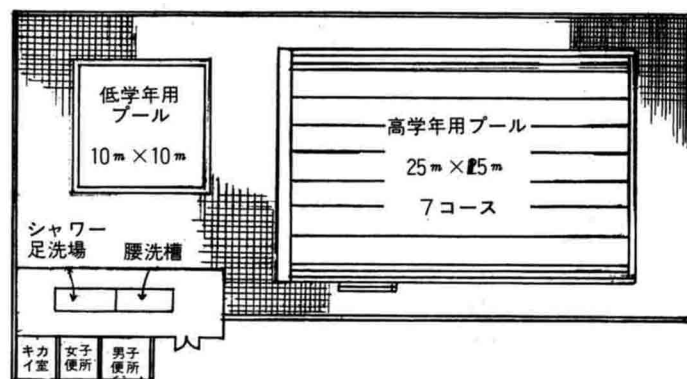 低学年用
プール
10m×10m
高学年用プール
25m×15m
7コース
シャワー
足洗場
腰洗槽
キカ
イ室
女子
便所
男子
便所